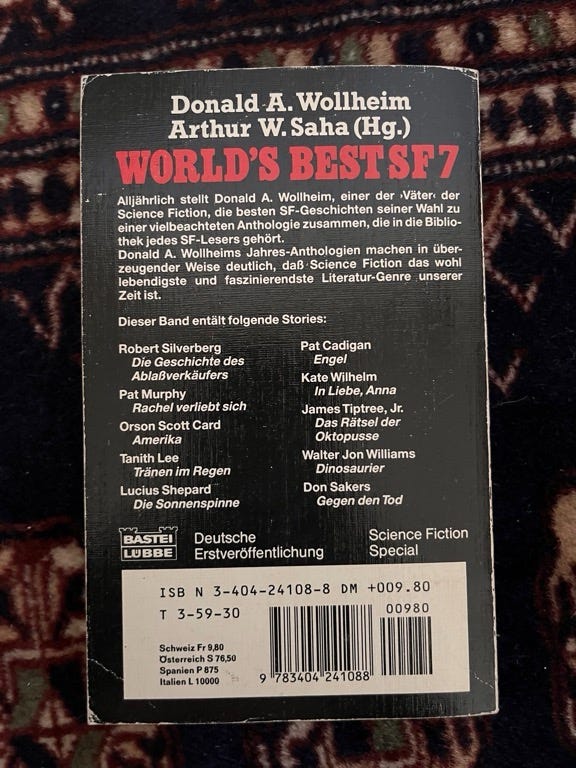 Donald A. Wollheim
Arthur W. Saha (Hg.)
WORLD'S BEST SF 7
Alljährlich stellt Donald A. Wollheim, einer der ›Väter‹ der
Science Fiction, die besten SF-Geschichten seiner Wahl zu
einer vielbeachteten Anthologie zusammen, die in die Biblio-
thek jedes SF-Lesers gehört.
Donald A. Wollheims Jahres-Anthologien machen in über-
zeugender Weise deutlich, daß Science Fiction das wohl
lebendigste und faszinierendste Literatur-Genre unserer
Zeit ist.
Dieser Band entält folgende Stories:
Robert Silverberg
Die Geschichte des
Ablaßverkäufers
Pat Murphy
Rachel verliebt sich
Orson Scott Card
Amerika
Tanith Lee
Tränen im Regen
Lucius Shepard
Die Sonnenspinne
Pat Cadigan
Engel
Kate Wilhelm
In Liebe, Anna
James Tiptree, Jr.
Das Rätsel der
Oktopusse
Walter Jon Williams
Dinosaurier
Don Sakers
Gegen den Tod
BASTEI
LÜBBE
Deutsche
Erstveröffentlichung
Science Fiction
Special
ISB N 3-404-24108-8 DM +009.80
T 3-59-30
00980
Schweiz Fr 9,80
Österreich S 76,50
Spanien P 875
Italien L 10000
9 783404 241088